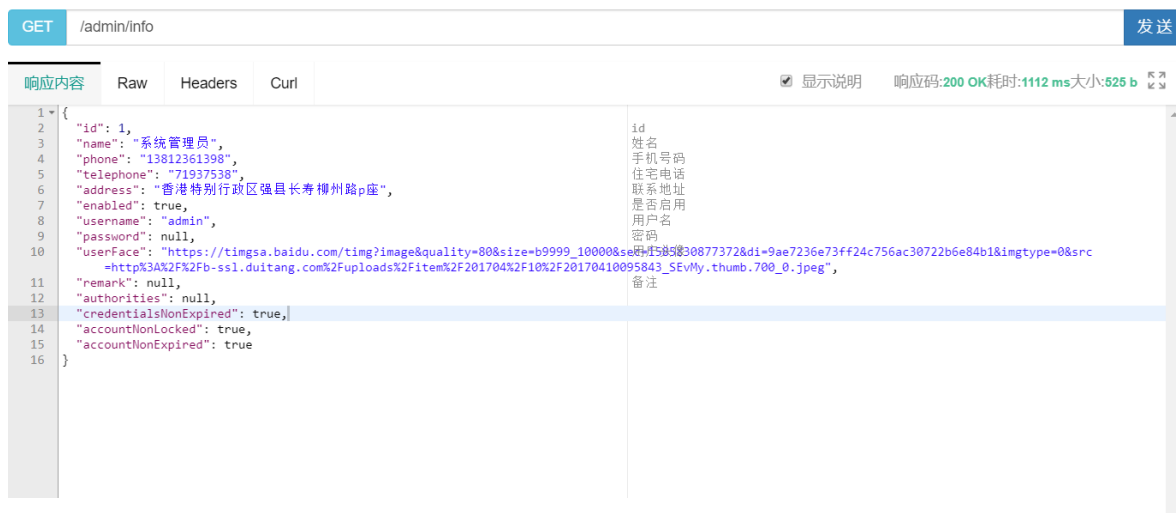 GET /admin/info 发送
响应内容 Raw Headers Curl 显示说明 响应码:200 OK耗时:1112 ms大小:525 b
1 {
2 "id": 1, id
3 "name": "系统管理员", 姓名
4 "phone": "13812361398", 手机号码
5 "telephone": "71937538", 住宅电话
6 "address": "香港特别行政区强县长寿柳州路p座", 联系地址
7 "enabled": true, 是否启用
8 "username": "admin", 用户名
9 "password": null, 密码
10 "userFace": "https://timgsa.baidu.com/timg?image&quality=80&size=b9999_10000&sec=1585830877372&di=9ae7236e73ff24c756ac30722b6e84b1&imgtype=0&src
=http%3A%2F%2Fb-ssl.duitang.com%2Fuploads%2Fitem%2F201704%2F10%2F20170410095843_SEvMy.thumb.700_0.jpeg",
11 "remark": null, 备注
12 "authorities": null,
13 "credentialsNonExpired": true,
14 "accountNonLocked": true,
15 "accountNonExpired": true
16 }